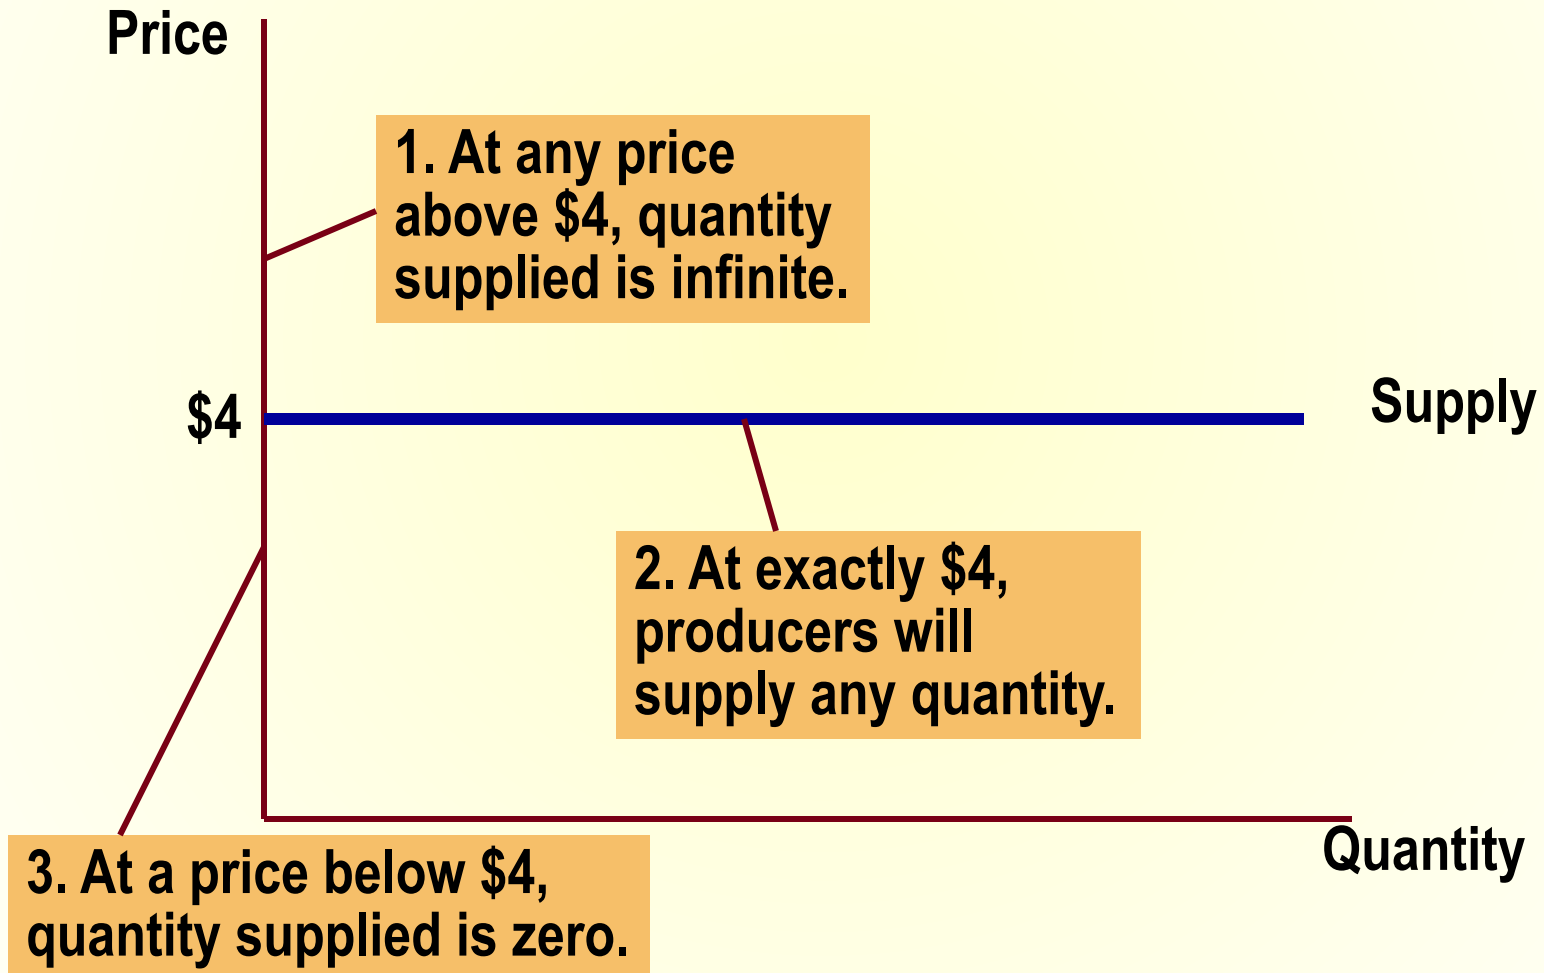 Price
1. At any price
above $4, quantity
supplied is infinite.
$4
Supply
2. At exactly $4,
producers will
supply any quantity.
Quantity
3. At a price below $4,
quantity supplied is zero.